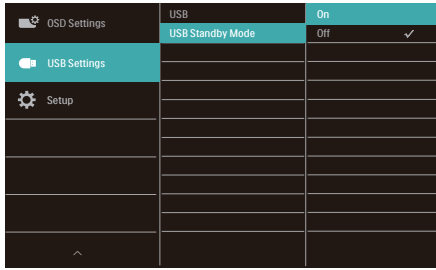 OSD Settings
USB Settings
Setup
USB
USB Standby Mode
On
Off